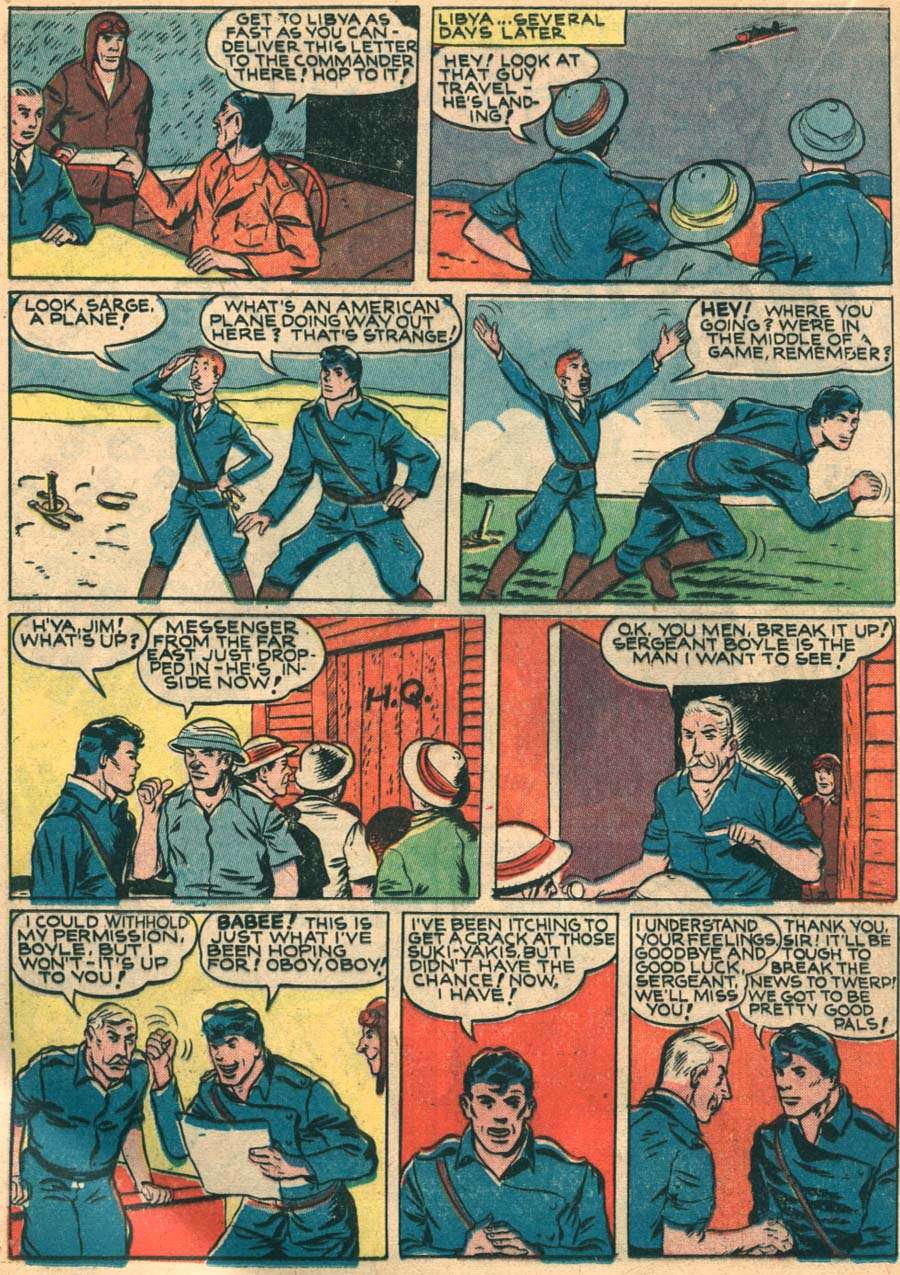 GET TO LIBYA AS
FAST AS YOU CAN -
DELIVER THIS LETTER
TO THE COMMANDER
THERE! HOP TO IT!
LIBYA...SEVERAL
DAYS LATER
HEY! LOOK AT
THAT GUY
TRAVEL -
HE'S LAND-
ING!
LOOK, SARGE,
A PLANE!
WHAT'S AN AMERICAN
PLANE DOING WAY OUT
HERE? THAT'S STRANGE!
HEY! WHERE YOU
GOING? WE'RE IN
THE MIDDLE OF A
GAME, REMEMBER?
H'YA, JIM!
WHAT'S UP?
MESSENGER
FROM THE FAR
EAST JUST DROP-
PED IN - HE'S IN-
SIDE NOW!
H.Q.
O.K. YOU MEN, BREAK IT UP!
SERGEANT BOYLE IS THE
MAN I WANT TO SEE!
I COULD WITHHOLD
MY PERMISSION,
BOYLE, BUT I
WON'T - IT'S UP
TO YOU!
BABEE! THIS IS
JUST WHAT I'VE
BEEN HOPING
FOR! OBOY, OBOY!
I'VE BEEN ITCHING TO
GET A CRACK AT THOSE
SUKI-YAKIS, BUT I
DIDN'T HAVE THE
CHANCE! NOW,
I HAVE!
I UNDERSTAND
YOUR FEELINGS,
GOODBYE AND
GOOD LUCK,
SERGEANT,
WE'LL MISS
YOU!
THANK YOU,
SIR! IT'LL BE
TOUGH TO
BREAK THE
NEWS TO TWERP!
WE GOT TO BE
PRETTY GOOD
PALS!